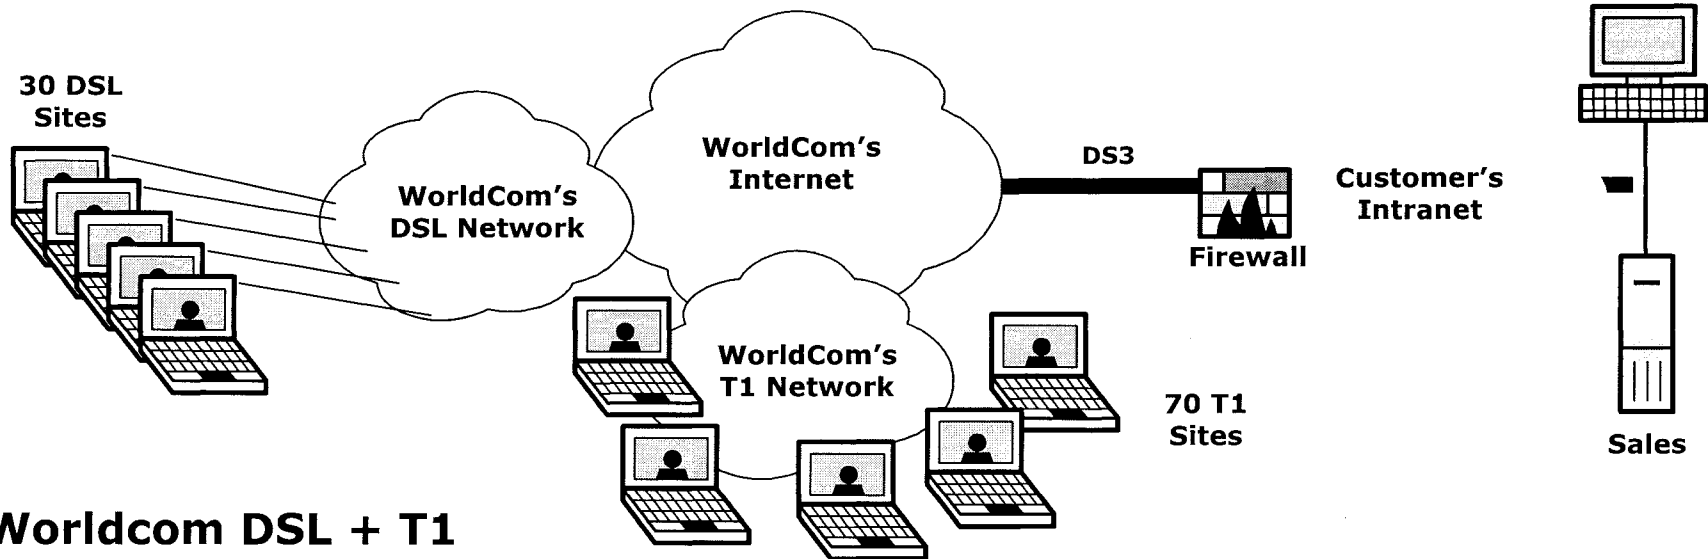 30 DSL
Sites
WorldCom's
DSL Network
WorldCom's
Internet
DS3
Firewall
Customer's
Intranet
WorldCom's
T1 Network
70 T1
Sites
Sales
Worldcom DSL + T1